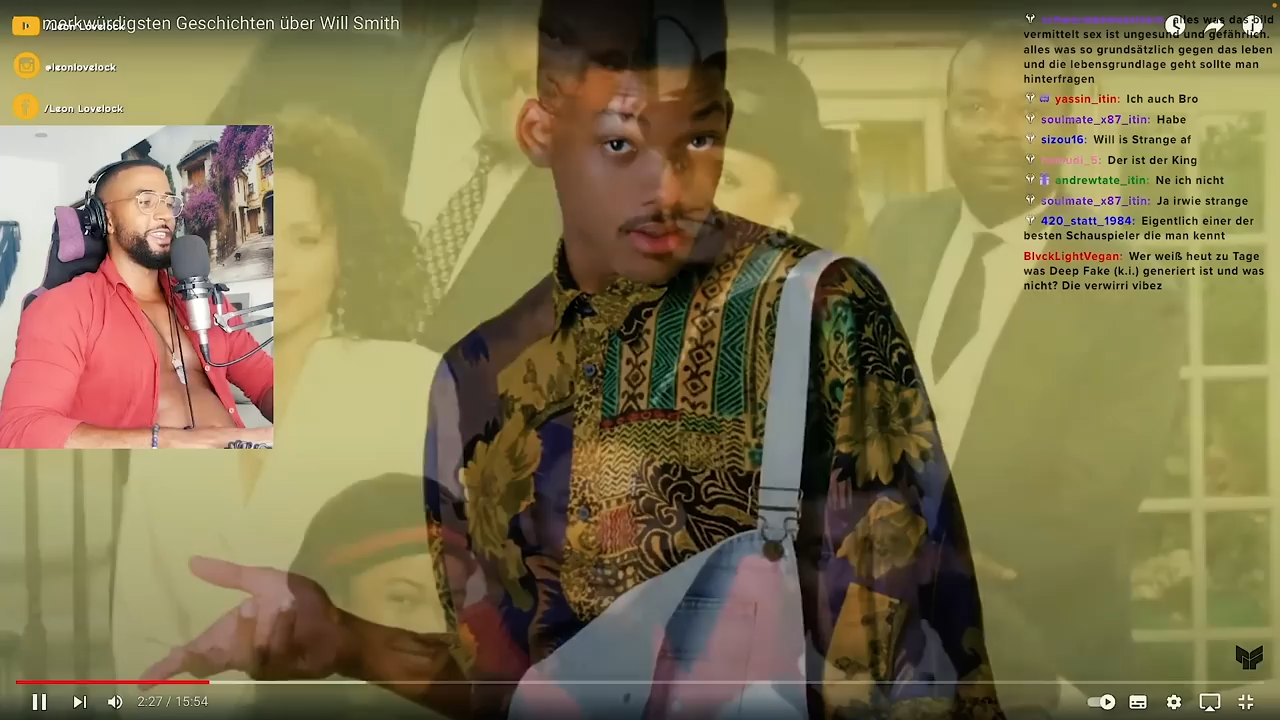 merkwürdigsten Geschichten über Will Smith
/Leon Lovelock
@leonlovelock
/Leon Lovelock
alles was das bild
vermittelt sex ist ungesund und gefährlich.
alles was so grundsätzlich gegen das leben
und die lebensgrundlage geht sollte man
hinterfragen
yassin_itin: Ich auch Bro
soulmate_x87_itin: Habe
sizou16: Will is Strange af
Der ist der King
andrewtate_itin: Ne ich nicht
soulmate_x87_itin: Ja irwie strange
420_statt_1984: Eigentlich einer der
besten Schauspieler die man kennt
BlvckLightVegan: Wer weiß heut zu Tage
was Deep Fake (k.i.) generiert ist und was
nicht? Die verwirri vibez
2:27 / 15:54